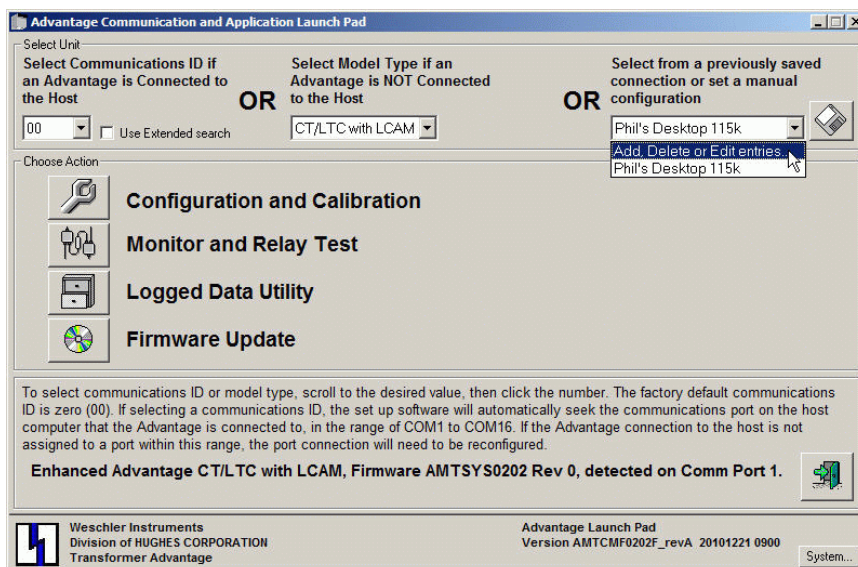 Advantage Communication and Application Launch Pad
Select Unit
Select Communications ID if
an Advantage is Connected to
the Host
OR
Select Model Type if an
Advantage is NOT Connected
to the Host
OR
Select from a previously saved
connection or set a manual
configuration
00
Use Extended search
CT/LTC with LCAM
Phil's Desktop 115k
Add, Delete or Edit entries...
Phil's Desktop 115k
Choose Action
Configuration and Calibration
Monitor and Relay Test
Logged Data Utility
Firmware Update
To select communications ID or model type, scroll to the desired value, then click the number. The factory default communications
ID is zero (00). If selecting a communications ID, the set up software will automatically seek the communications port on the host
computer that the Advantage is connected to, in the range of COM1 to COM16. If the Advantage connection to the host is not
assigned to a port within this range, the port connection will need to be reconfigured.
Enhanced Advantage CT/LTC with LCAM, Firmware AMTSYS0202 Rev 0, detected on Comm Port 1.
Weschler Instruments
Division of HUGHES CORPORATION
Transformer Advantage
Advantage Launch Pad
Version AMTCMF0202F_revA 20101221 0900
System...